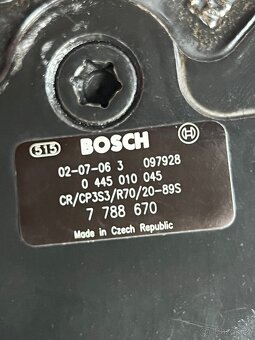 515 BOSCH
02-07-06 3 097928
0 445 010 045
CR/CP3S3/R70/20-89S
7 788 670
Made in Czech Republic